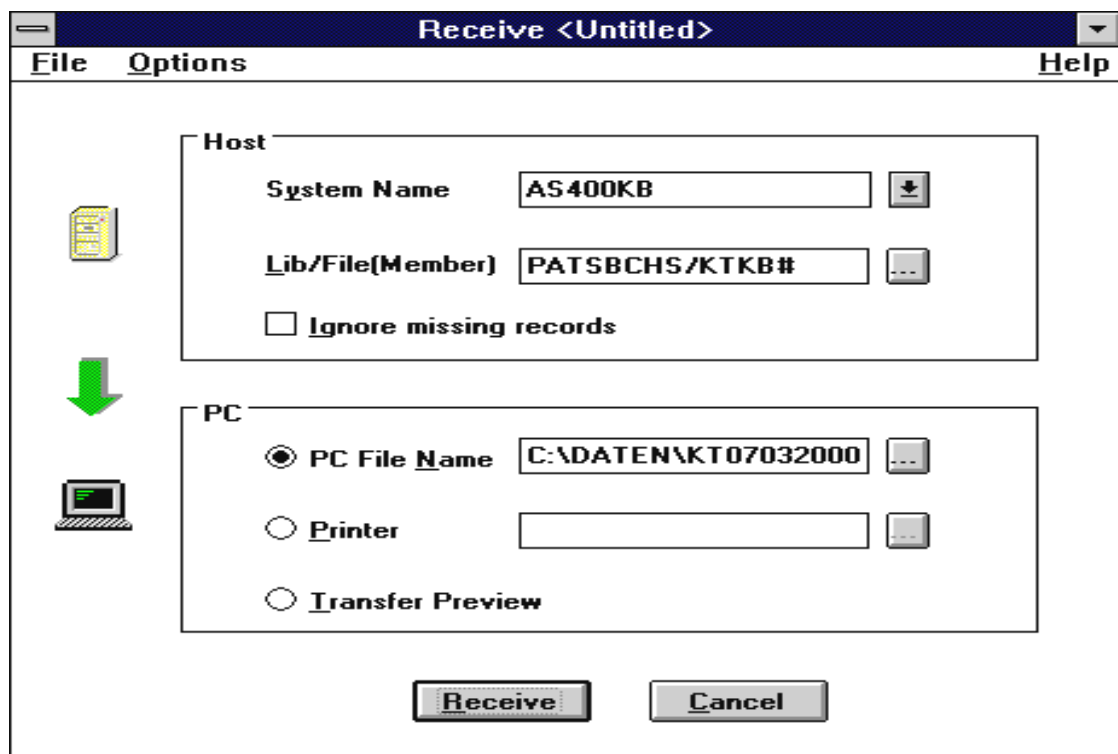 Receive <Untitled>
File Options Help
Host
System Name AS400KB
Lib/File(Member) PATSBCHS/KTKB# ...
Ignore missing records
PC
PC File Name C:\DATEN\KT07032000 ...
Printer ...
Transfer Preview
Receive Cancel